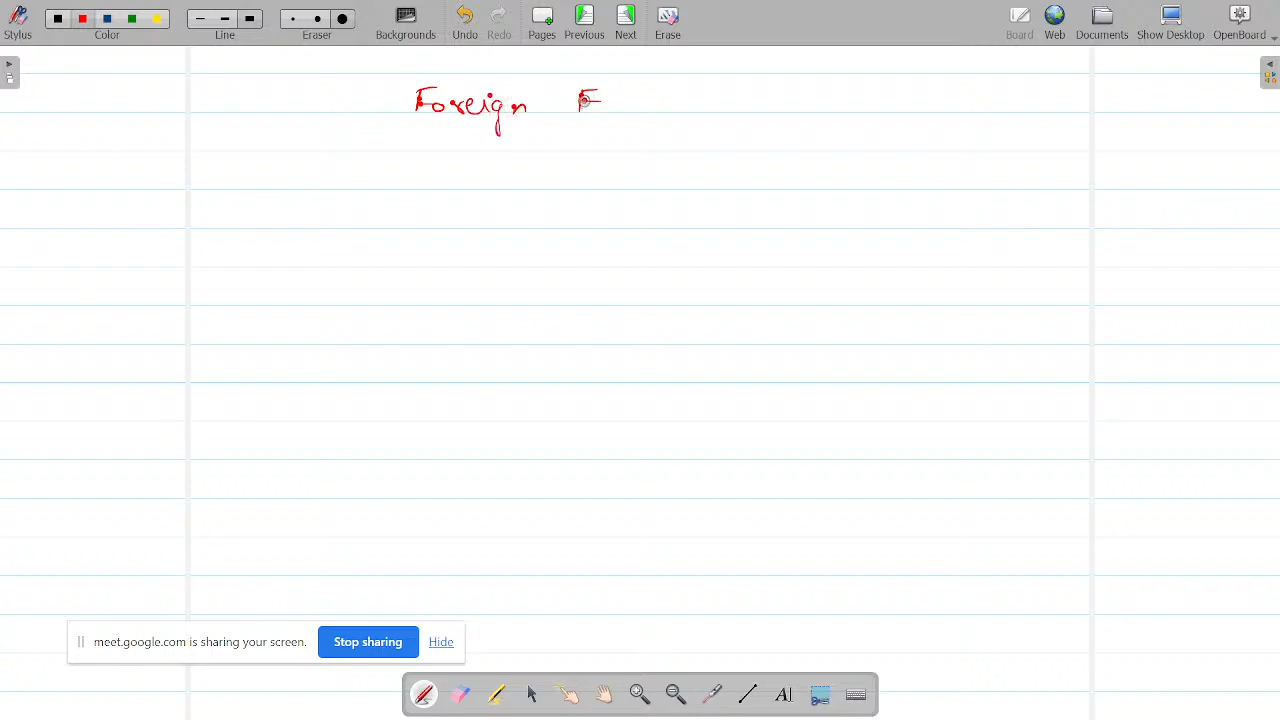 Stylus Color Line Eraser Backgrounds Undo Redo Pages Previous Next Erase Board Web Documents Show Desktop OpenBoard
Foreign E
meet.google.com is sharing your screen. Stop sharing Hide